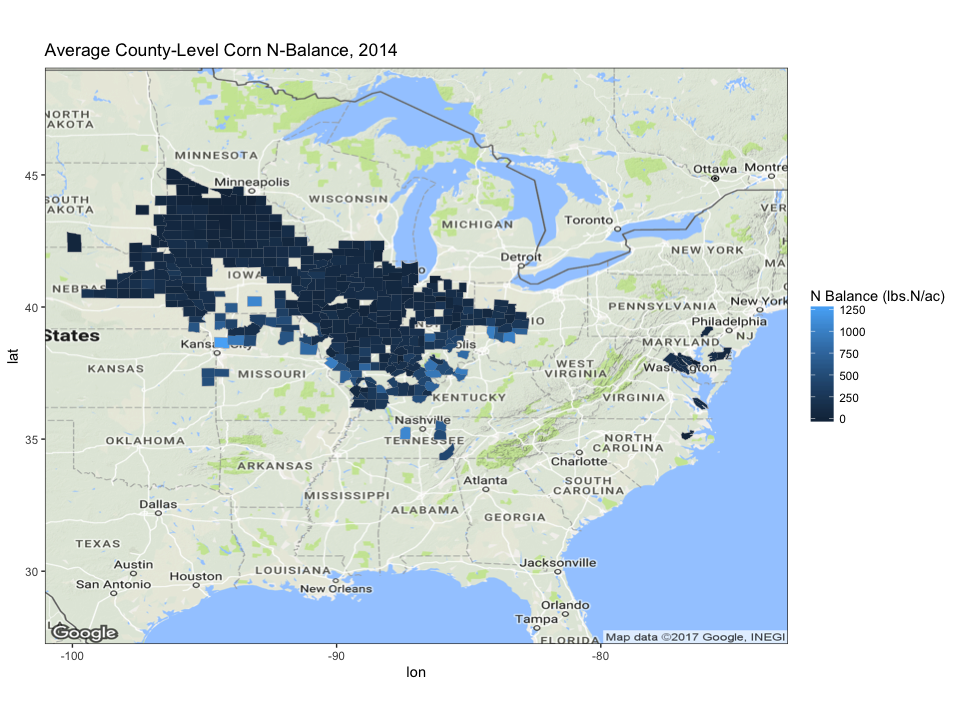 Average County-Level Corn N-Balance, 2014
NORTH
AKOTA
MINNESOTA
Ottawa
Montre
45
Minneapolis
SOUTH
AKOTA
WISCONSIN
VER
Toronto
MICHIGAN
NEW YORK
Detroit
MA
IOWA
NEBRAS
N Balance (lbs.N/ac)
40
PENNSYLVANIA
New York
1250
IO
Philadelphia
1000
States
MARYLAND
NJ
750
KANSAS
MISSOURI
WEST
VIRGINIA
Washington
500
KENTUCKY
VIRGINIA
250
0
lat
Nashville
35
OKLAHOMA
TENNESSEE
NORTH
CAROLINA
Charlotte
ARKANSAS
Atlanta
SOUTH
CAROLINA
MISSISSIPPI
Dallas
ALABAMA
GEORGIA
TEXAS
Austin
Jacksonville
30
LOUISIANA
San Antonio
Houston
New Orleans
Orlando
Tampa
Google
FLORIDA
Map data ©2017 Google, INEGI
-100
-90
-80
lon